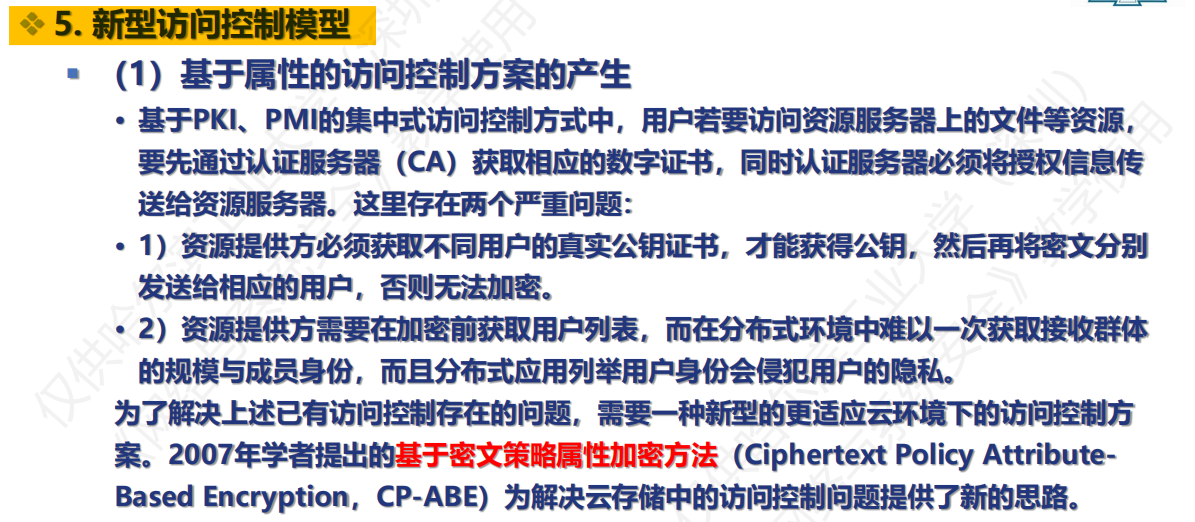 ❖ 5. 新型访问控制模型
▪ (1）基于属性的访问控制方案的产生
• 基于PKI、PMI的集中式访问控制方式中，用户若要访问资源服务器上的文件等资源，
要先通过认证服务器（CA）获取相应的数字证书，同时认证服务器必须将授权信息传
送给资源服务器。这里存在两个严重问题：
• 1）资源提供方必须获取不同用户的真实公钥证书，才能获得公钥，然后再将密文分别
发送给相应的用户，否则无法加密。
• 2）资源提供方需要在加密前获取用户列表，而在分布式环境中难以一次获取接收群体
的规模与成员身份，而且分布式应用列举用户身份会侵犯用户的隐私。
为了解决上述已有访问控制存在的问题，需要一种新型的更适应云环境下的访问控制方
案。2007年学者提出的基于密文策略属性加密方法（Ciphertext Policy Attribute-
Based Encryption，CP-ABE）为解决云存储中的访问控制问题提供了新的思路。